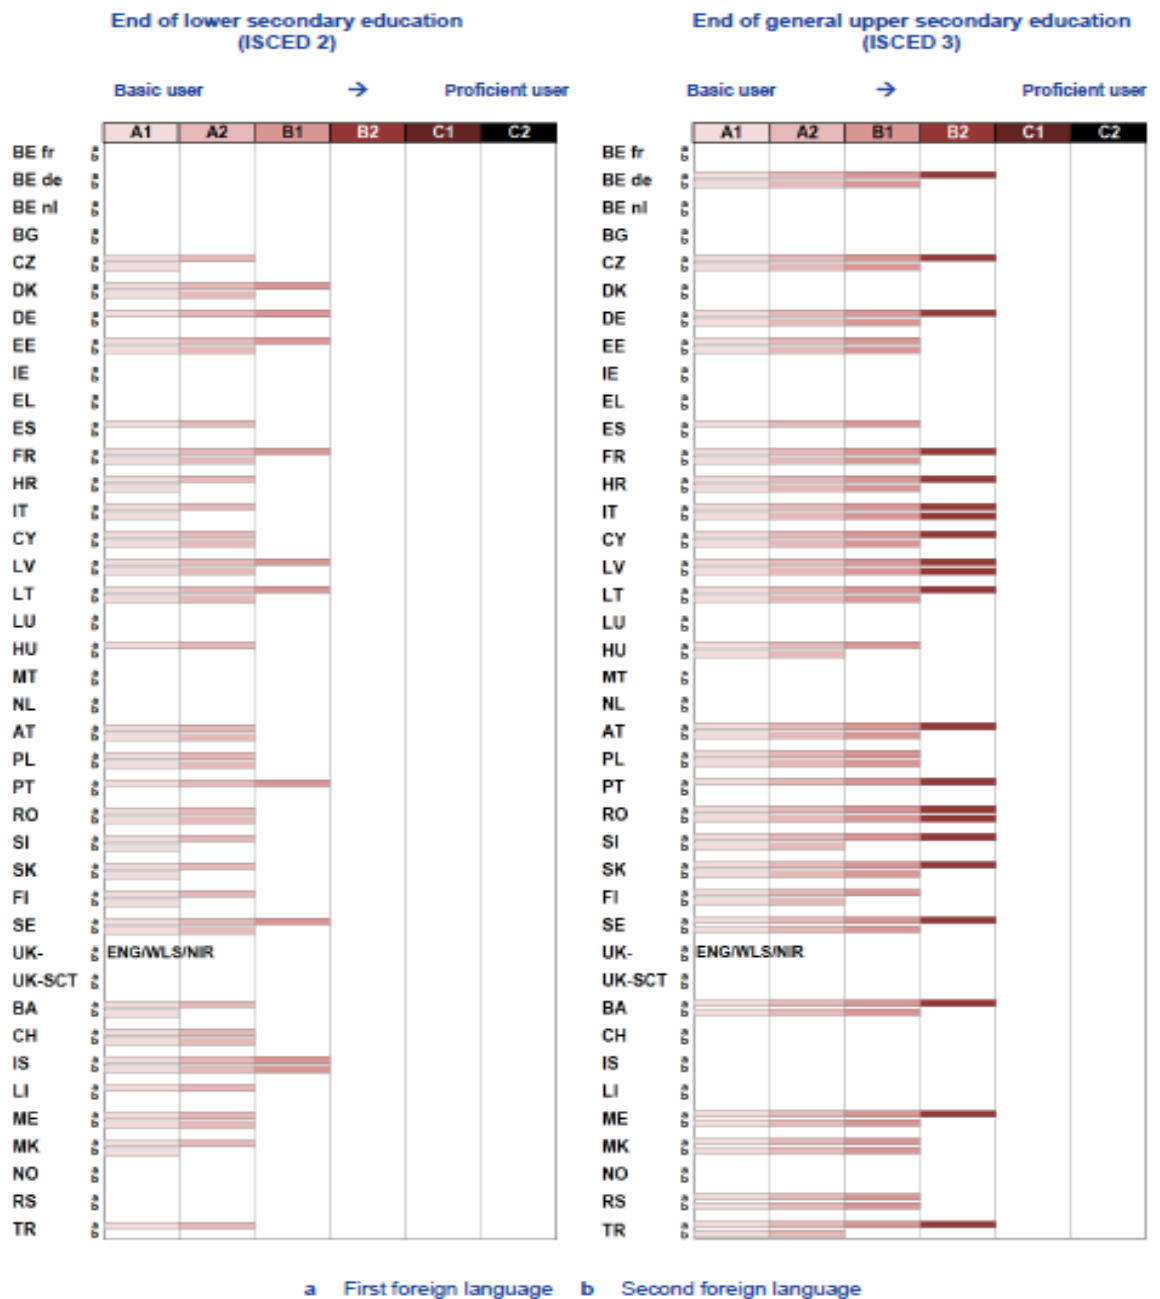 End of lower secondary education
(ISCED 2)
Basic user → Proficient user
A1 A2 B1 B2 C1 C2
BE fr a b
BE de a b
BE nl a b
BG a b
CZ a b
DK a b
DE a b
EE a b
IE a b
EL a b
ES a b
FR a b
HR a b
IT a b
CY a b
LV a b
LT a b
LU a b
HU a b
MT a b
NL a b
AT a b
PL a b
PT a b
RO a b
SI a b
SK a b
FI a b
SE a b
UK- a b ENG/WLS/NIR
UK-SCT a b
BA a b
CH a b
IS a b
LI a b
ME a b
MK a b
NO a b
RS a b
TR a b
End of general upper secondary education
(ISCED 3)
Basic user → Proficient user
A1 A2 B1 B2 C1 C2
BE fr a b
BE de a b
BE nl a b
BG a b
CZ a b
DK a b
DE a b
EE a b
IE a b
EL a b
ES a b
FR a b
HR a b
IT a b
CY a b
LV a b
LT a b
LU a b
HU a b
MT a b
NL a b
AT a b
PL a b
PT a b
RO a b
SI a b
SK a b
FI a b
SE a b
UK- a b ENG/WLS/NIR
UK-SCT a b
BA a b
CH a b
IS a b
LI a b
ME a b
MK a b
NO a b
RS a b
TR a b
a First foreign language b Second foreign language